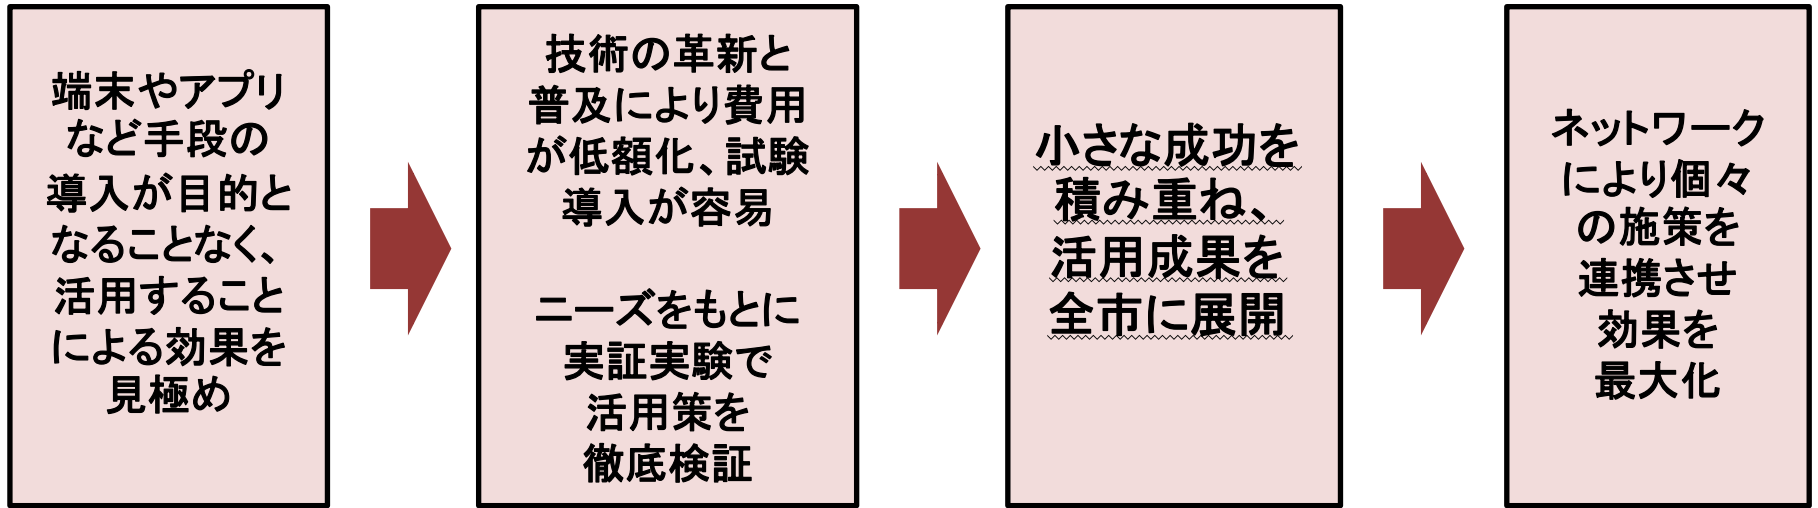 端末やアプリ
など手段の
導入が目的と
なることなく、
活用すること
による効果を
見極め
技術の革新と
普及により費用
が低額化、試験
導入が容易
ニーズをもとに
実証実験で
活用策を
徹底検証
小さな成功を
積み重ね、
活用成果を
全市に展開
ネットワーク
により個々
の施策を
連携させ
効果を
最大化